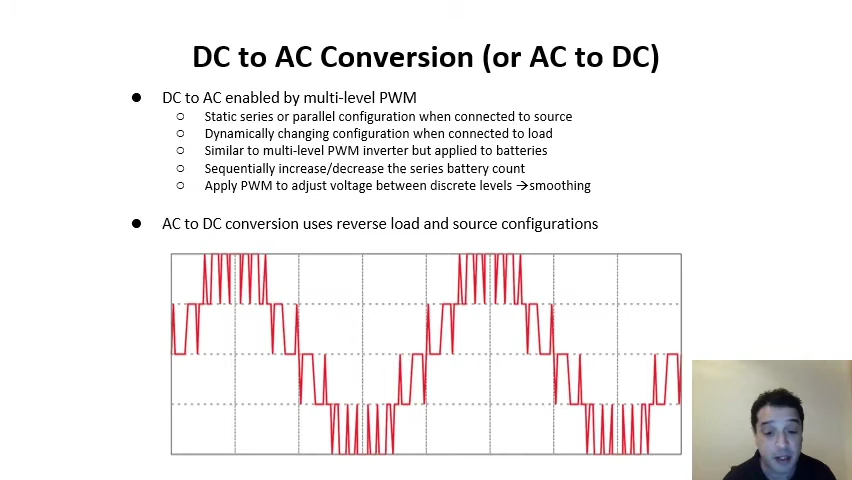 DC to AC Conversion (or AC to DC)
● DC to AC enabled by multi-level PWM
○ Static series or parallel configuration when connected to source
○ Dynamically changing configuration when connected to load
○ Similar to multi-level PWM inverter but applied to batteries
○ Sequentially increase/decrease the series battery count
○ Apply PWM to adjust voltage between discrete levels →smoothing
● AC to DC conversion uses reverse load and source configurations